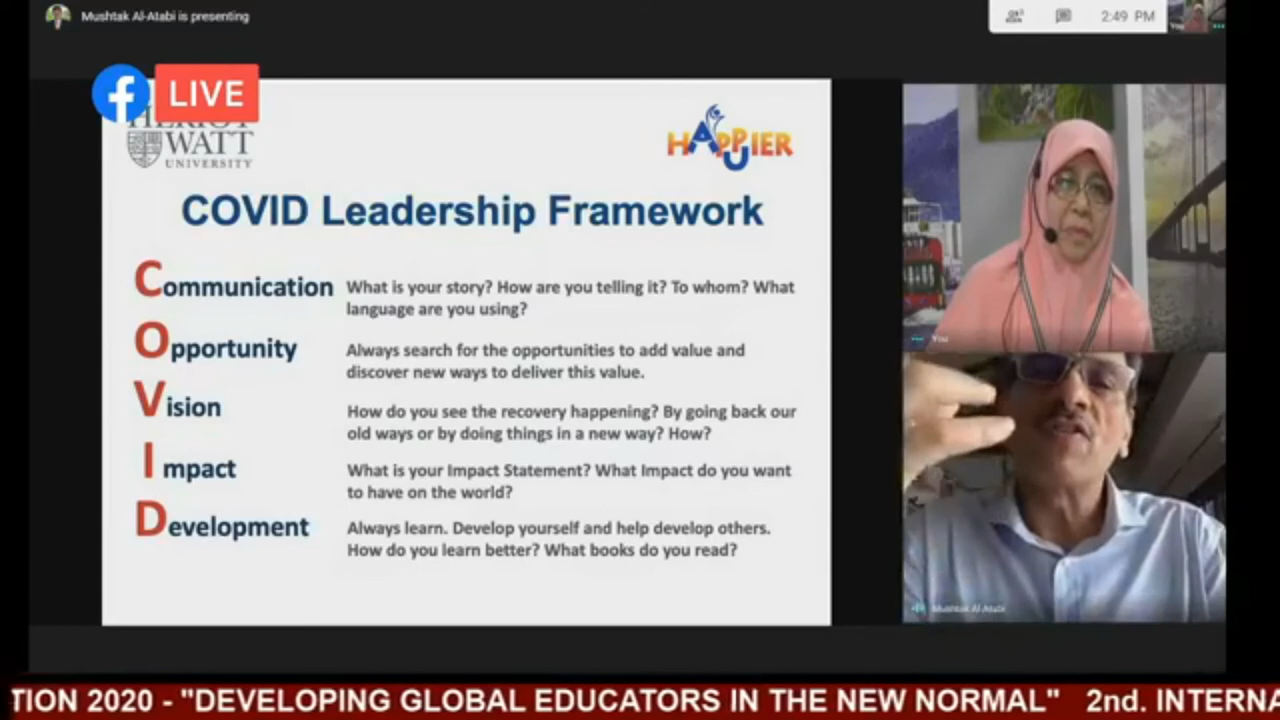 Mushtak Al-Atabi is presenting
2:49 PM
You
LIVE
HERIOT
WATT
UNIVERSITY
HAPPIER
COVID Leadership Framework
Communication What is your story? How are you telling it? To whom? What
language are you using?
Opportunity Always search for the opportunities to add value and
discover new ways to deliver this value.
Vision How do you see the recovery happening? By going back our
old ways or by doing things in a new way? How?
Impact What is your Impact Statement? What Impact do you want
to have on the world?
Development Always learn. Develop yourself and help develop others.
How do you learn better? What books do you read?
You
Mushtak Al-Atabi
TION 2020 - "DEVELOPING GLOBAL EDUCATORS IN THE NEW NORMAL" 2nd. INTERNA